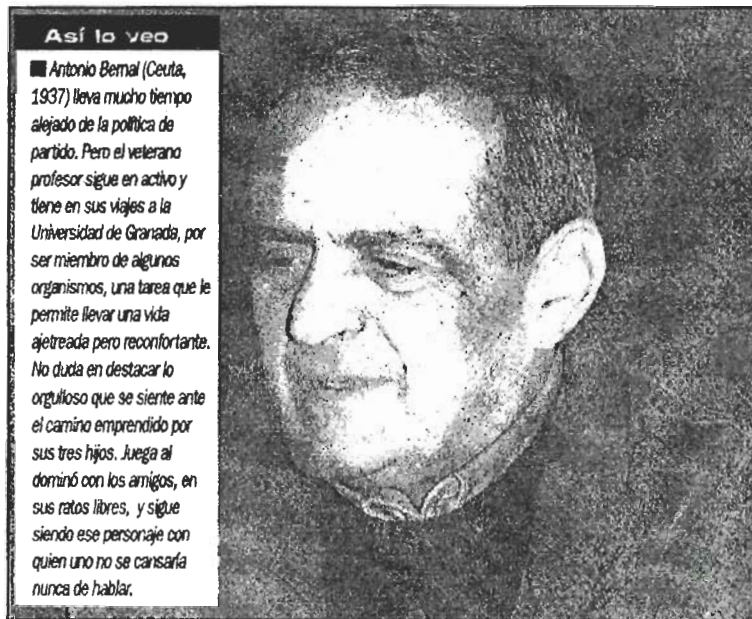 Así lo veo
■ Antonio Bernal (Ceuta,
1937) lleva mucho tiempo
alejado de la política de
partido. Pero el veterano
profesor sigue en activo y
tiene en sus viajes a la
Universidad de Granada, por
ser miembro de algunos
organismos, una tarea que le
permite llevar una vida
ajetreada pero reconfortante.
No duda en destacar lo
orgulloso que se siente ante
el camino emprendido por
sus tres hijos. Juega al
dominó con los amigos, en
sus ratos libres, y sigue
siendo ese personaje con
quien uno no se cansaría
nunca de hablar.